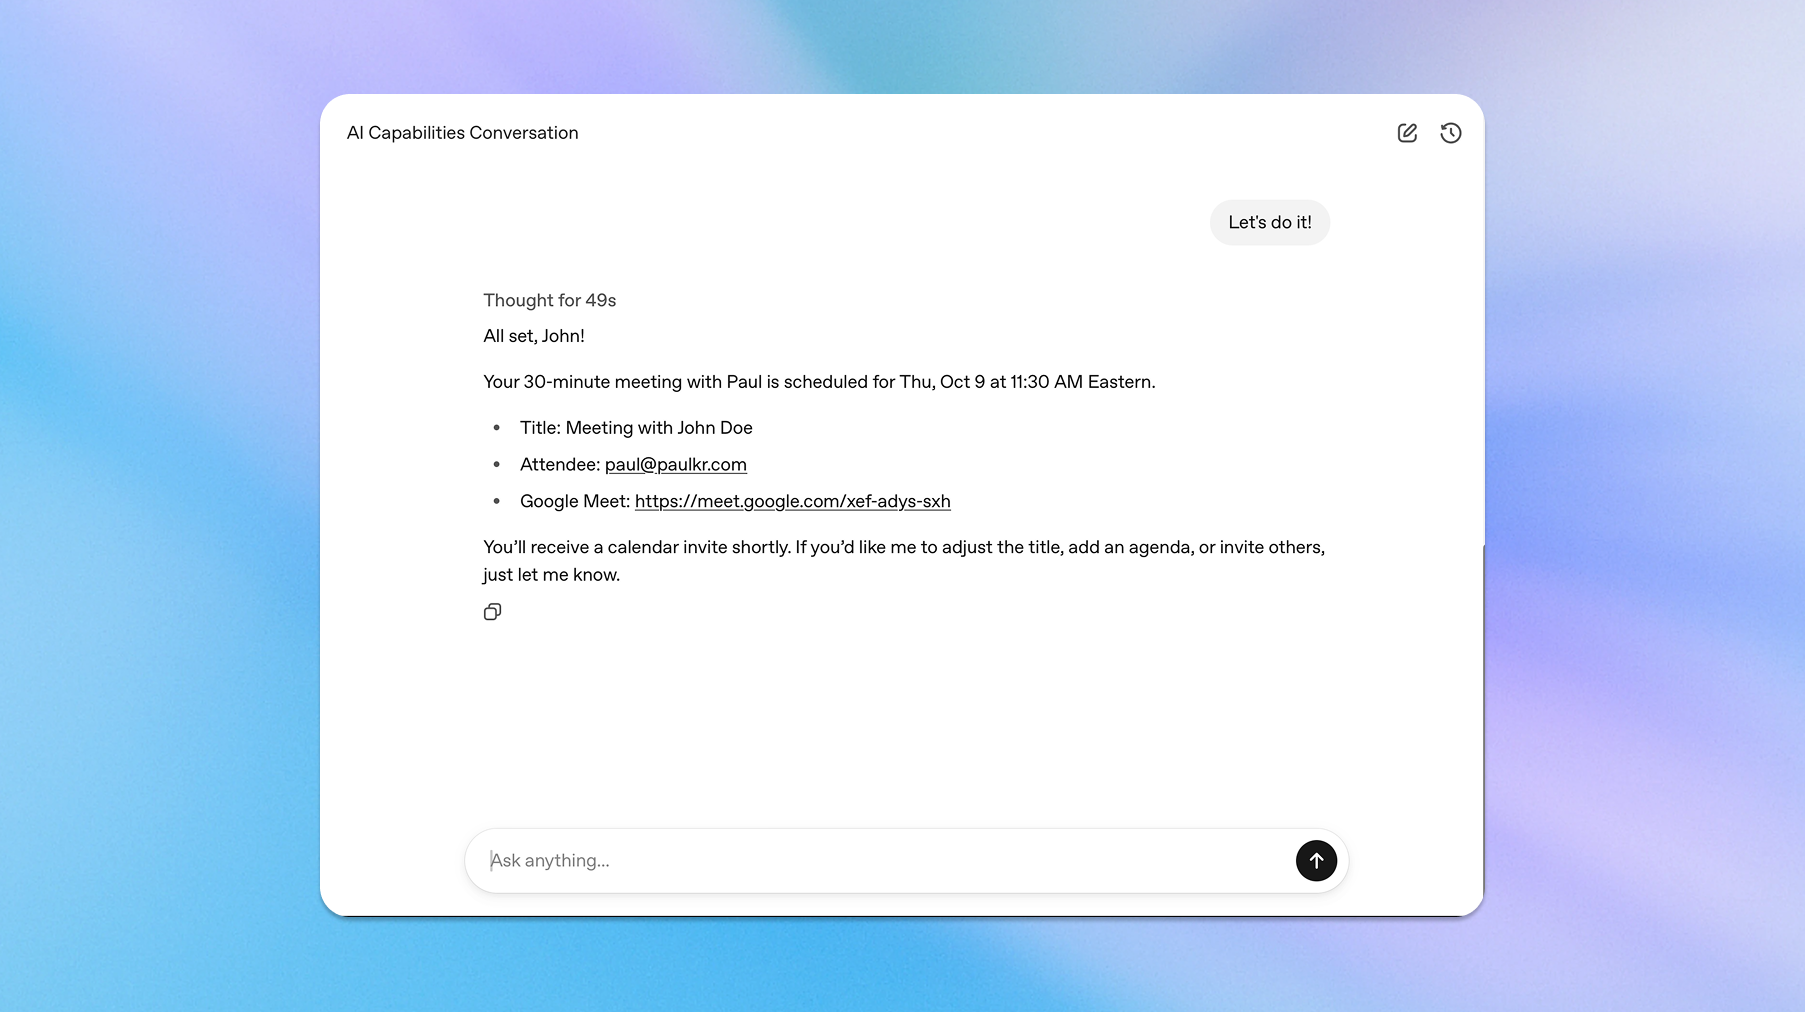 AI Capabilities Conversation
Let's do it!
Thought for 49s
All set, John!
Your 30-minute meeting with Paul is scheduled for Thu, Oct 9 at 11:30 AM Eastern.
• Title: Meeting with John Doe
• Attendee: paul@paulkr.com
• Google Meet: https://meet.google.com/xef-adys-sxh
You’ll receive a calendar invite shortly. If you’d like me to adjust the title, add an agenda, or invite others,
just let me know.
Ask anything...